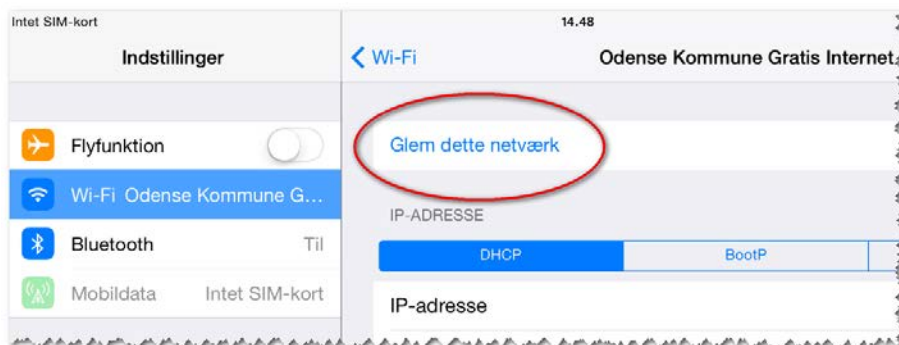 Intet SIM-kort
14.48
Indstillinger
Wi-Fi
Odense Kommune Gratis Internet
Flyfunktion
Wi-Fi Odense Kommune G...
Bluetooth Til
Mobildata Intet SIM-kort
Glem dette netværk
IP-ADRESSE
DHCP
BootP
IP-adresse